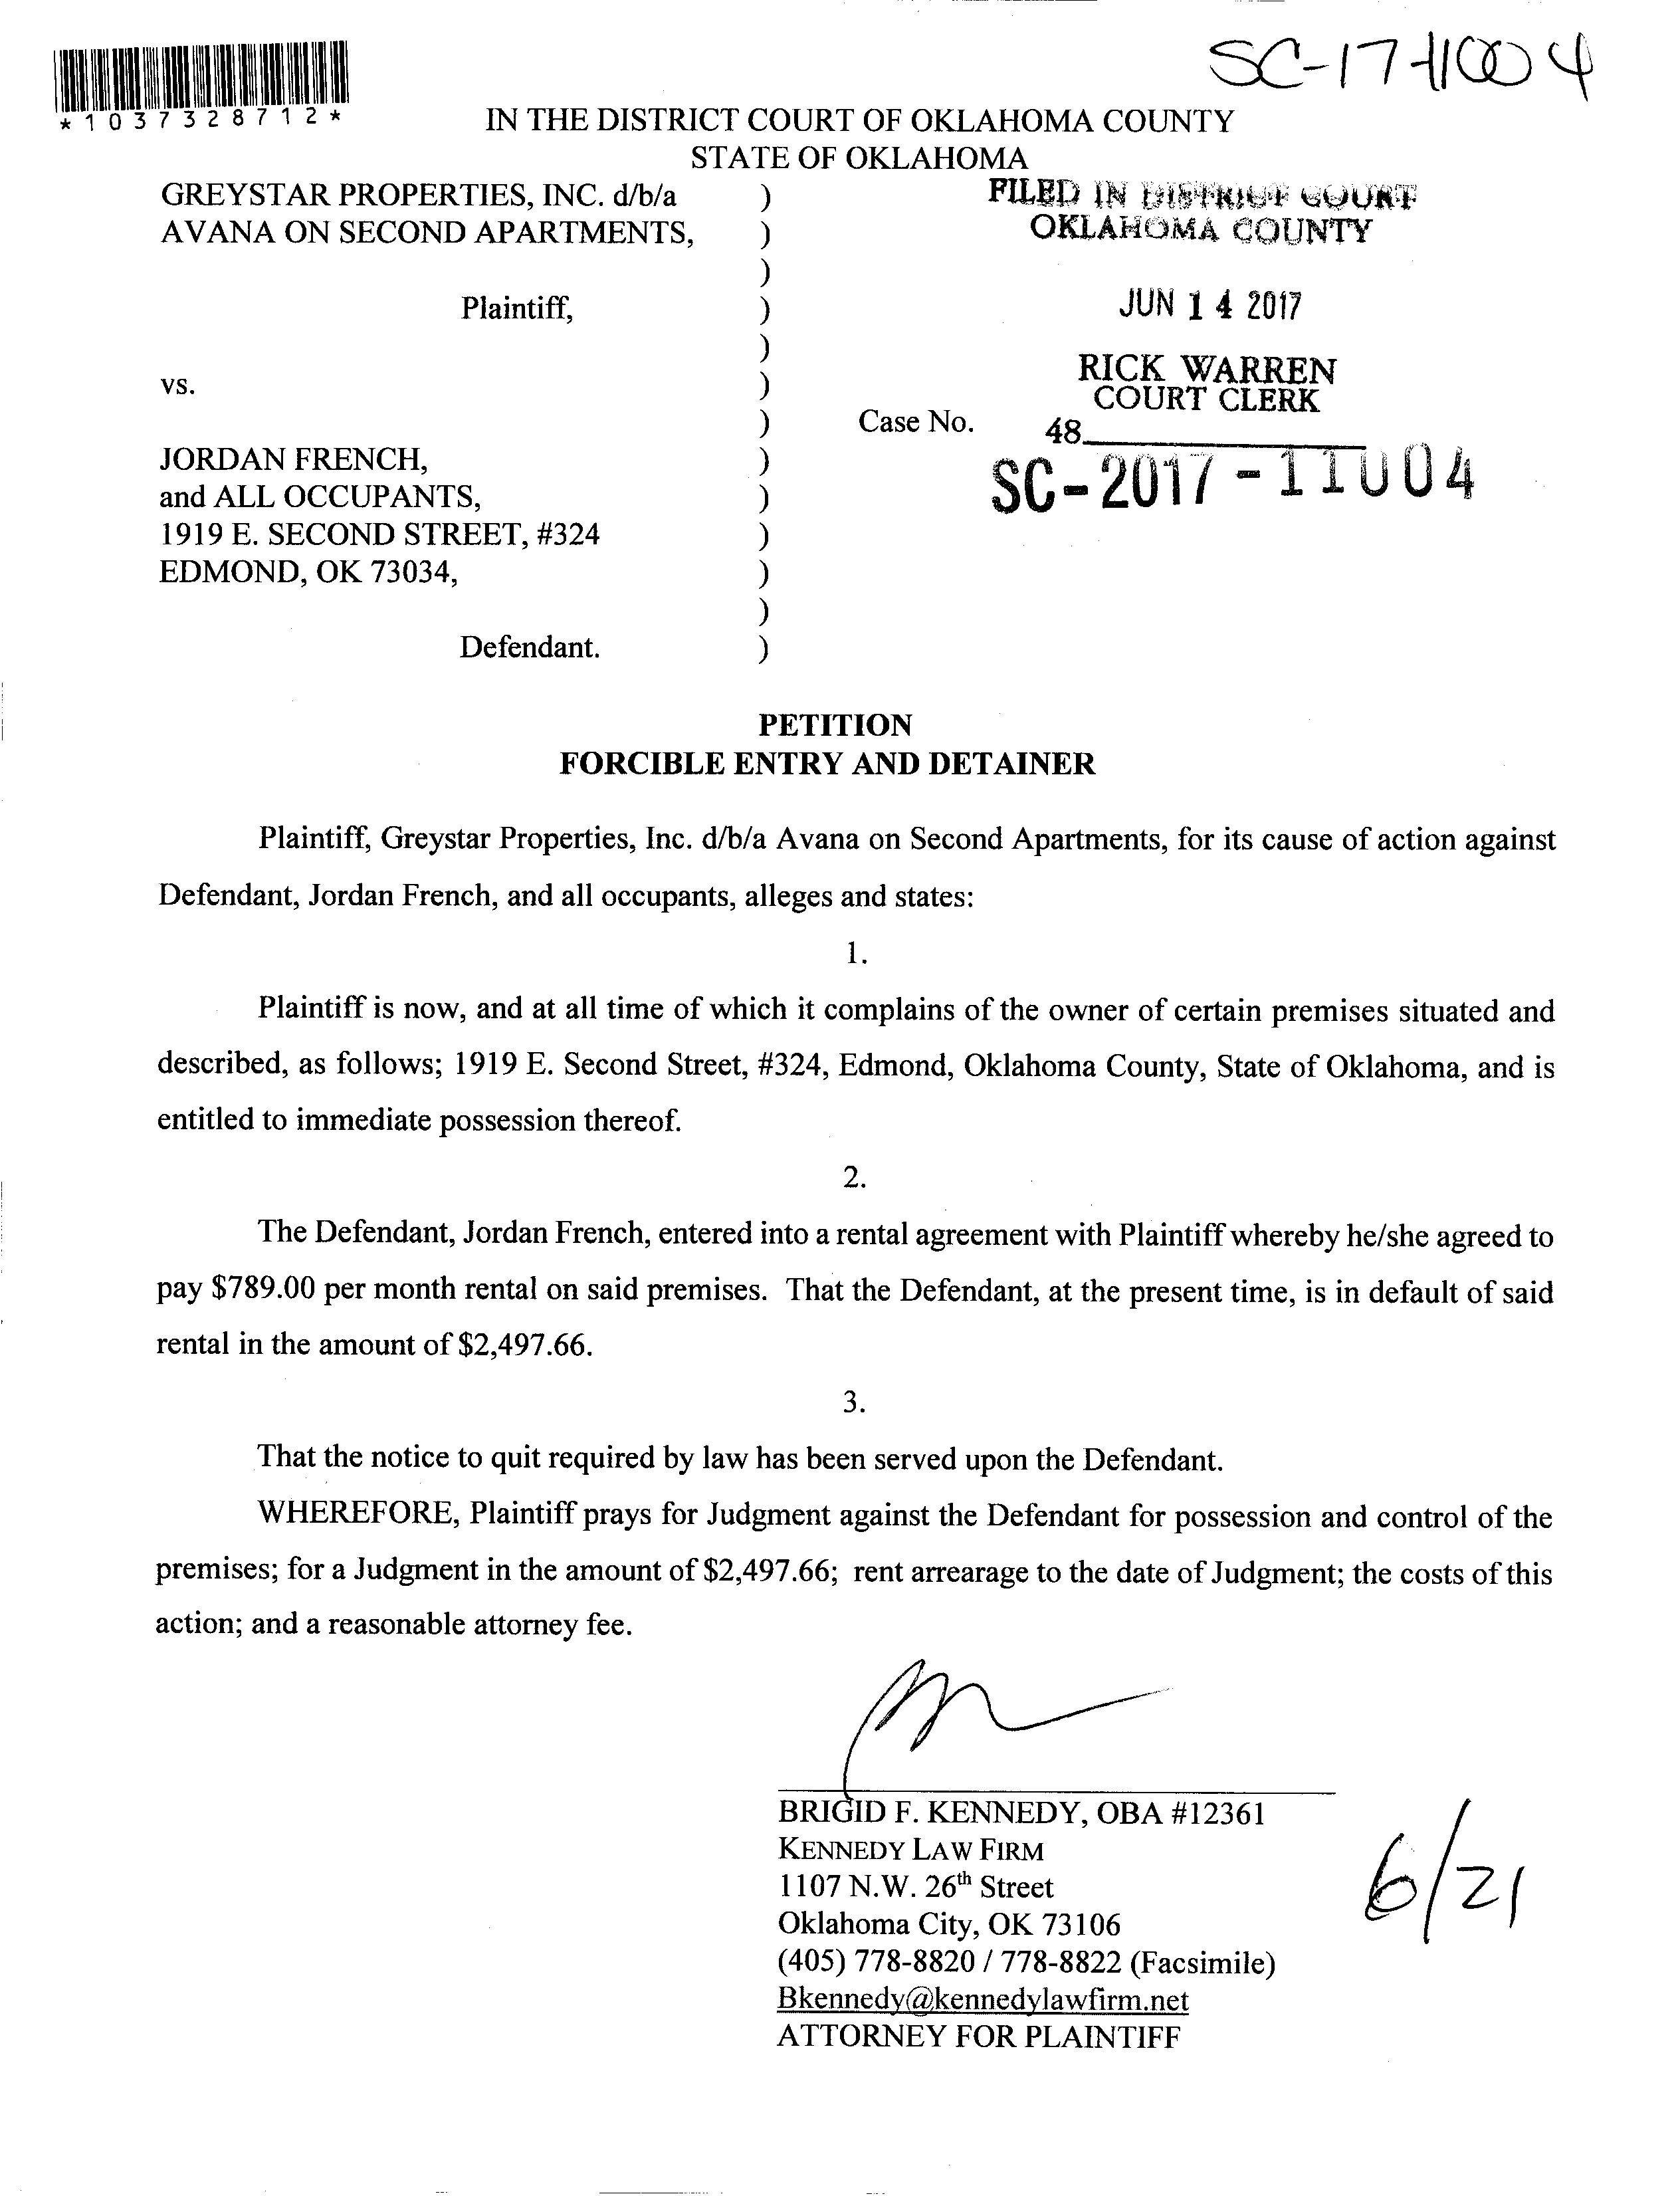 SC-17-11004
*1037328712*
IN THE DISTRICT COURT OF OKLAHOMA COUNTY
STATE OF OKLAHOMA
GREYSTAR PROPERTIES, INC. d/b/a )
AVANA ON SECOND APARTMENTS, )
)
Plaintiff, )
)
vs. )
)
JORDAN FRENCH, )
and ALL OCCUPANTS, )
1919 E. SECOND STREET, #324 )
EDMOND, OK 73034, )
)
Defendant. )
FILED IN DISTRICT COURT
OKLAHOMA COUNTY
JUN 14 2017
RICK WARREN
COURT CLERK
Case No. 48
SC-2017-11004
PETITION
FORCIBLE ENTRY AND DETAINER
Plaintiff, Greystar Properties, Inc. d/b/a Avana on Second Apartments, for its cause of action against
Defendant, Jordan French, and all occupants, alleges and states:
1.
Plaintiff is now, and at all time of which it complains of the owner of certain premises situated and
described, as follows; 1919 E. Second Street, #324, Edmond, Oklahoma County, State of Oklahoma, and is
entitled to immediate possession thereof.
2.
The Defendant, Jordan French, entered into a rental agreement with Plaintiff whereby he/she agreed to
pay $789.00 per month rental on said premises. That the Defendant, at the present time, is in default of said
rental in the amount of $2,497.66.
3.
That the notice to quit required by law has been served upon the Defendant.
WHEREFORE, Plaintiff prays for Judgment against the Defendant for possession and control of the
premises; for a Judgment in the amount of $2,497.66; rent arrearage to the date of Judgment; the costs of this
action; and a reasonable attorney fee.
BRIGID F. KENNEDY, OBA #12361
KENNEDY LAW FIRM
1107 N.W. 26th Street
Oklahoma City, OK 73106
(405) 778-8820 / 778-8822 (Facsimile)
Bkennedy@kennedylawfirm.net
ATTORNEY FOR PLAINTIFF
6/21